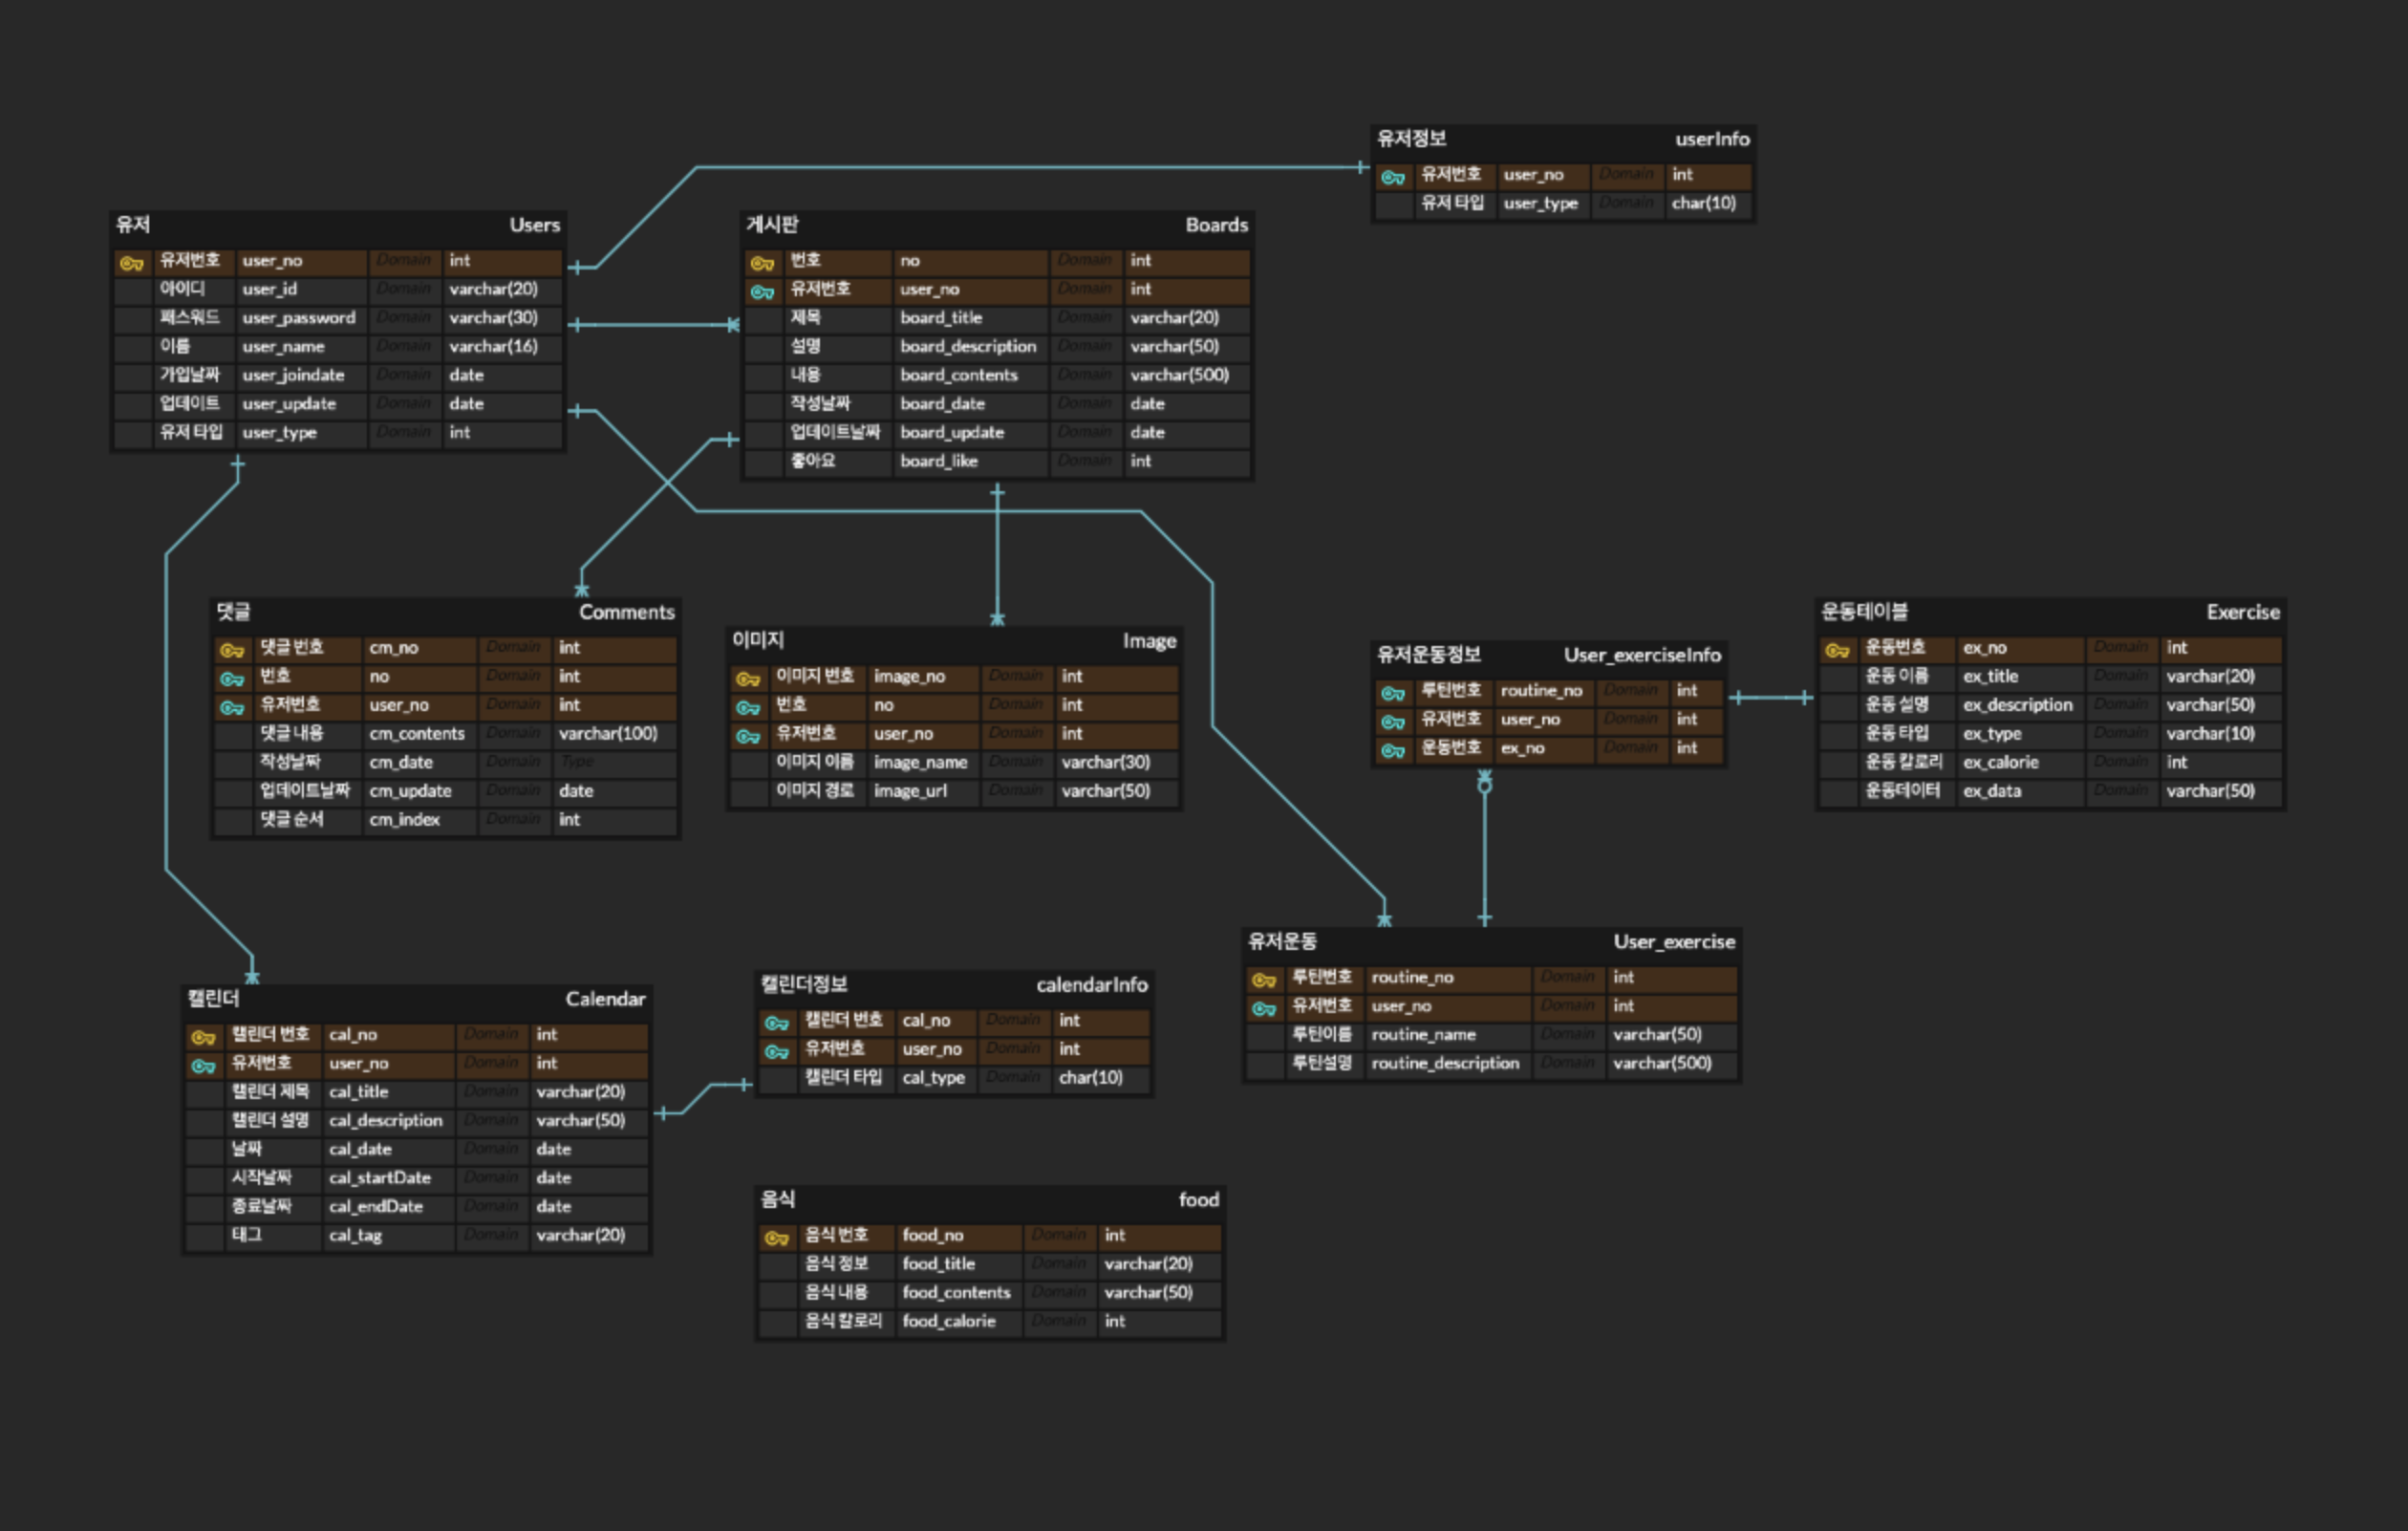 유저정보 userInfo
유저번호 user_no Domain int
유저 타입 user_type Domain char(10)
유저 Users
유저번호 user_no Domain int
아이디 user_id Domain varchar(20)
패스워드 user_password Domain varchar(30)
이름 user_name Domain varchar(16)
가입날짜 user_joindate Domain date
업데이트 user_update Domain date
유저 타입 user_type Domain int
게시판 Boards
번호 no Domain int
유저번호 user_no Domain int
제목 board_title Domain varchar(20)
설명 board_description Domain varchar(50)
내용 board_contents Domain varchar(500)
작성날짜 board_date Domain date
업데이트날짜 board_update Domain date
좋아요 board_like Domain int
댓글 Comments
댓글 번호 cm_no Domain int
번호 no Domain int
유저번호 user_no Domain int
댓글 내용 cm_contents Domain varchar(100)
작성날짜 cm_date Domain Type
업데이트날짜 cm_update Domain date
댓글 순서 cm_index Domain int
이미지 Image
이미지 번호 image_no Domain int
번호 no Domain int
유저번호 user_no Domain int
이미지 이름 image_name Domain varchar(30)
이미지 경로 image_url Domain varchar(50)
유저운동정보 User_exerciseInfo
루틴번호 routine_no Domain int
유저번호 user_no Domain int
운동번호 ex_no Domain int
운동테이블 Exercise
운동번호 ex_no Domain int
운동 이름 ex_title Domain varchar(20)
운동 설명 ex_description Domain varchar(50)
운동 타입 ex_type Domain varchar(10)
운동 칼로리 ex_calorie Domain int
운동데이터 ex_data Domain varchar(50)
유저운동 User_exercise
루틴번호 routine_no Domain int
유저번호 user_no Domain int
루틴이름 routine_name Domain varchar(50)
루틴설명 routine_description Domain varchar(500)
캘린더 Calendar
캘린더 번호 cal_no Domain int
유저번호 user_no Domain int
캘린더 제목 cal_title Domain varchar(20)
캘린더 설명 cal_description Domain varchar(50)
날짜 cal_date Domain date
시작날짜 cal_startDate Domain date
종료날짜 cal_endDate Domain date
태그 cal_tag Domain varchar(20)
캘린더정보 calendarInfo
캘린더 번호 cal_no Domain int
유저번호 user_no Domain int
캘린더 타입 cal_type Domain char(10)
음식 food
음식 번호 food_no Domain int
음식 정보 food_title Domain varchar(20)
음식 내용 food_contents Domain varchar(50)
음식 칼로리 food_calorie Domain int